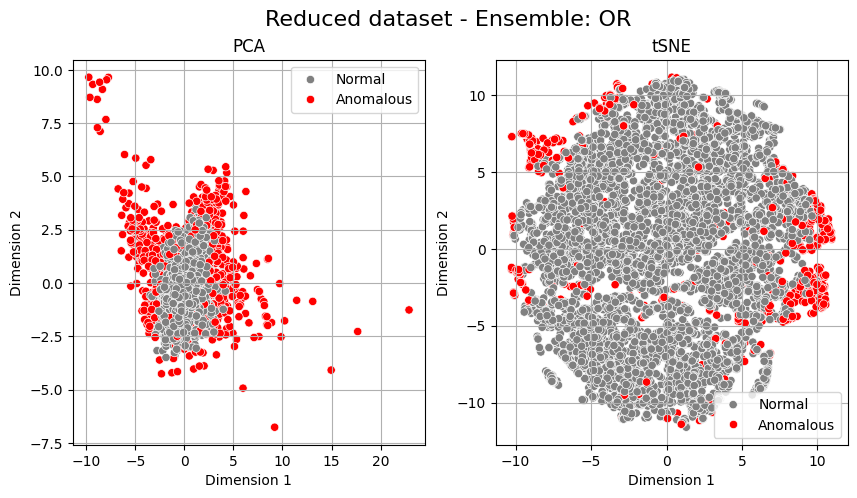 Reduced dataset - Ensemble: OR
PCA
Normal
Anomalous
10.0
7.5
5.0
2.5
0.0
−2.5
−5.0
−7.5
Dimension 2
−10
−5
0
5
10
15
20
Dimension 1
tSNE
10
5
0
−5
−10
Dimension 2
Normal
Anomalous
−10
−5
0
5
10
Dimension 1